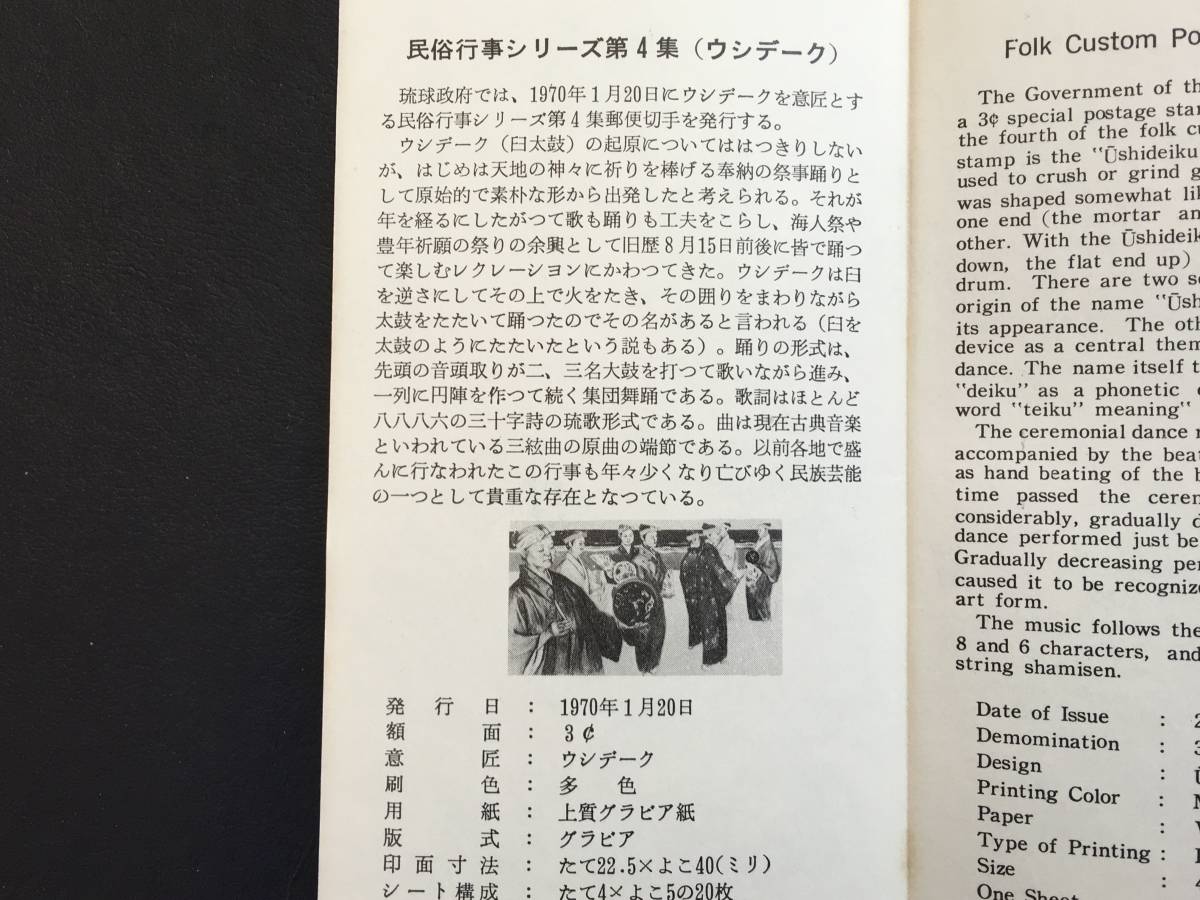 民俗行事シリーズ第4集（ウシデーク）
琉球政府では、1970年1月20日にウシデークを意匠とす
る民俗行事シリーズ第4集郵便切手を発行する。
ウシデーク（臼太鼓）の起原についてははつきりしない
が、はじめは天地の神々に祈りを捧げる奉納の祭事踊りと
して原始的で素朴な形から出発したと考えられる。それが
年を経るにしたがつて歌も踊りも工夫をこらし、海人祭や
豊年祈願の祭りの余興として旧歴8月15日前後に皆で踊つ
て楽しむレクレーションにかわつてきた。ウシデークは臼
を逆さにしてその上で火をたき、その囲りをまわりながら
太鼓をたたいて踊つたのでその名があると言われる（臼を
太鼓のようにたたいたという説もある）。踊りの形式は、
先頭の音頭取りが二、三名大鼓を打つて歌いながら進み、
一列に円陣を作つて続く集団舞踊である。歌詞はほとんど
八八八六の三十字詩の琉歌形式である。曲は現在古典音楽
といわれている三絃曲の原曲の端節である。以前各地で盛
んに行なわれたこの行事も年々少くなり亡びゆく民族芸能
の一つとして貴重な存在となつている。
発行日：1970年1月20日
額面：3¢
意匠：ウシデーク
刷色：多色
用紙：上質グラビア紙
版式：グラビア
印面寸法：たて22.5×よこ40(ミリ)
シート構成：たて4×よこ5の20枚
Folk Custom Po
The Government of th
a 3¢ special postage star
the fourth of the folk cu
stamp is the "Ūshideiku
used to crush or grind g
was shaped somewhat lik
one end (the mortar an
other. With the Ūshideik
down, the flat end up)
drum. There are two se
origin of the name "Ūsh
its appearance. The oth
device as a central them
dance. The name itself t
"deiku" as a phonetic c
word "teiku" meaning"
The ceremonial dance r
accompanied by the beat
as hand beating of the b
time passed the ceren
considerably, gradually d
dance performed just be
Gradually decreasing per
caused it to be recognize
art form.
The music follows the
8 and 6 characters, and
string shamisen.
Date of Issue : 2
Demomination : 3
Design : Ū
Printing Color : M
Paper :
Type of Printing :
Size : 4
One Sheet